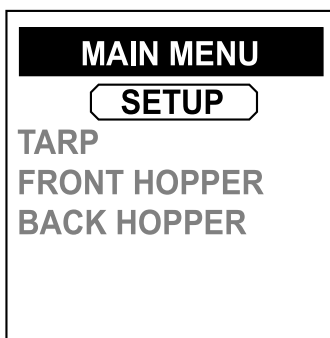 MAIN MENU
SETUP
TARP
FRONT HOPPER
BACK HOPPER